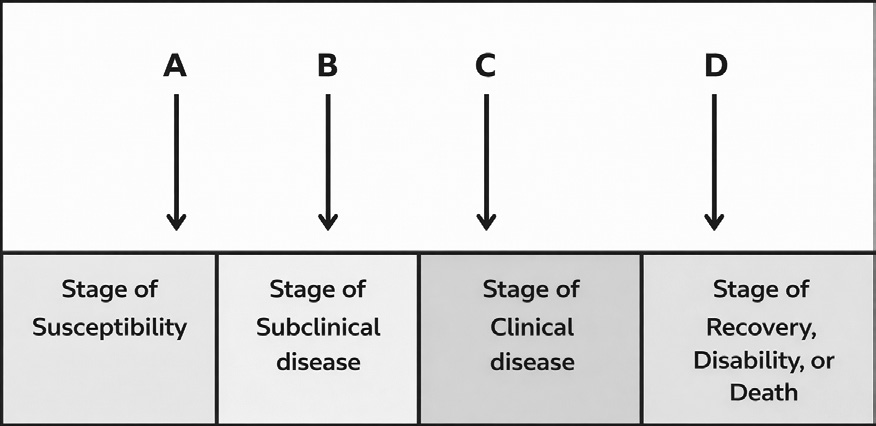 A
B
C
D
Stage of
Susceptibility
Stage of
Subclinical
disease
Stage of
Clinical
disease
Stage of
Recovery,
Disability, or
Death